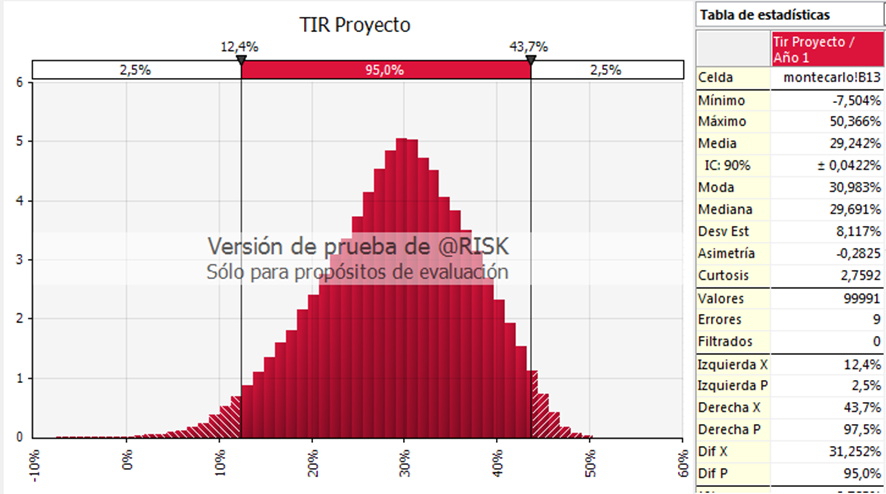 TIR Proyecto
12,4%
43,7%
2,5%
95,0%
2,5%
6
5
4
3
2
1
0
-10%
0%
10%
20%
30%
40%
50%
60%
Versión de prueba de @RISK
Sólo para propósitos de evaluación
Tabla de estadísticas
Tir Proyecto /
Año 1
Celda montecarlo!B13
Mínimo -7,504%
Máximo 50,366%
Media 29,242%
IC: 90% ± 0,0422%
Moda 30,983%
Mediana 29,691%
Desv Est 8,117%
Asimetría -0,2825
Curtosis 2,7592
Valores 99991
Errores 9
Filtrados 0
Izquierda X 12,4%
Izquierda P 2,5%
Derecha X 43,7%
Derecha P 97,5%
Dif X 31,252%
Dif P 95,0%